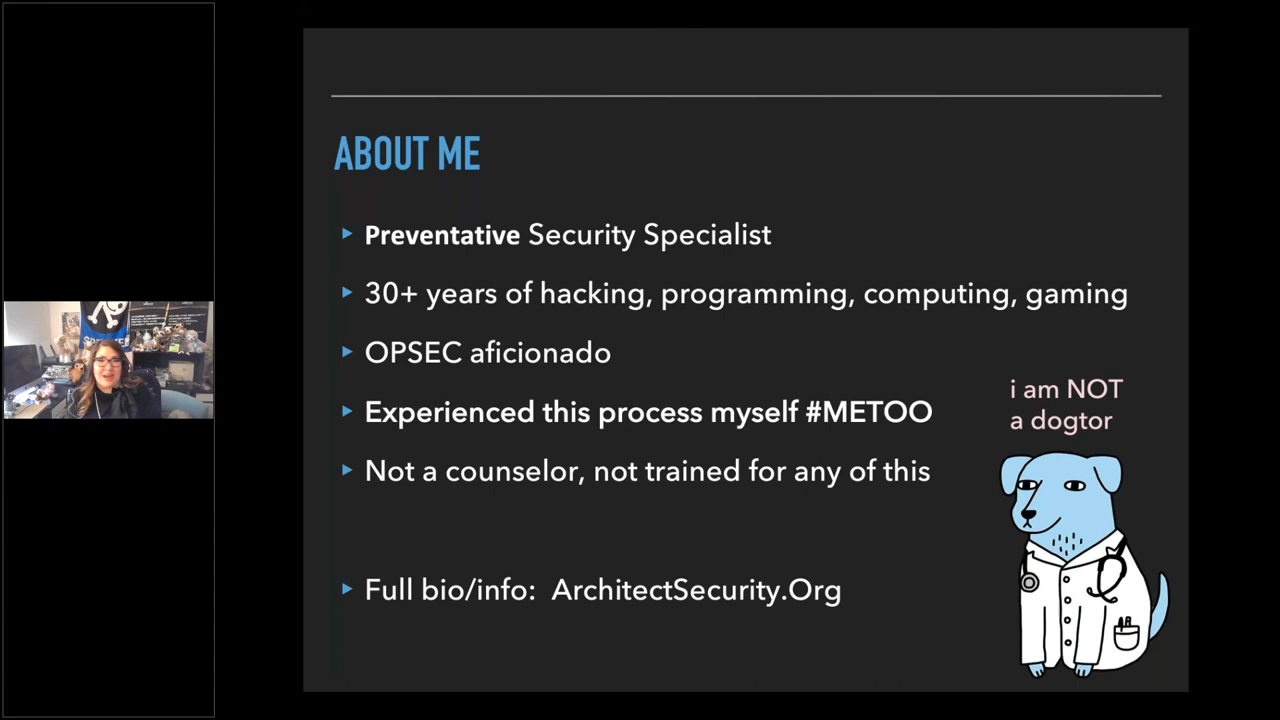 ABOUT ME
Preventative Security Specialist
30+ years of hacking, programming, computing, gaming
OPSEC aficionado
Experienced this process myself #METOO
Not a counselor, not trained for any of this
Full bio/info: ArchitectSecurity.Org
i am NOT
a dogtor